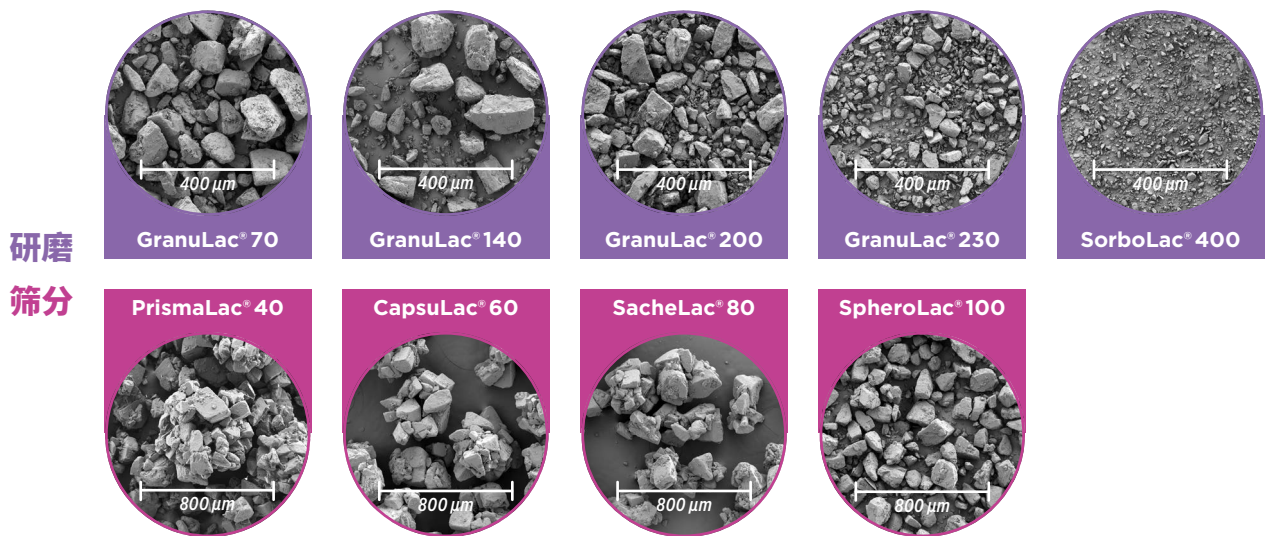 400 µm
400 µm
400 µm
400 µm
400 µm
GranuLac® 70
GranuLac® 140
GranuLac® 200
GranuLac® 230
SorboLac® 400
研磨
筛分
PrismaLac® 40
CapsuLac® 60
SacheLac® 80
SpheroLac® 100
800 µm
800 µm
800 µm
800 µm